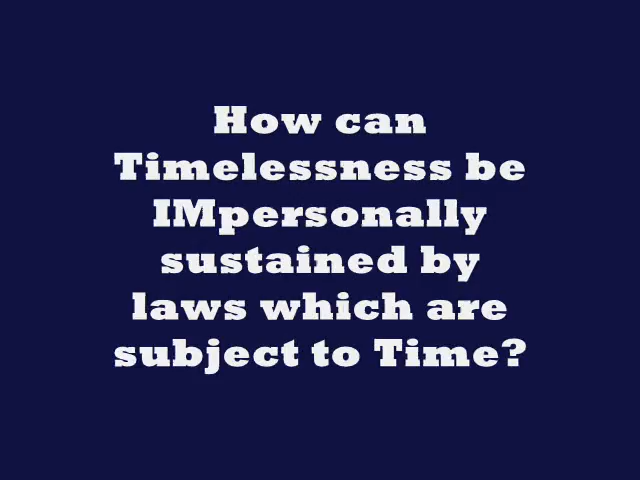 How can
Timelessness be
IMpersonally
sustained by
laws which are
subject to Time?